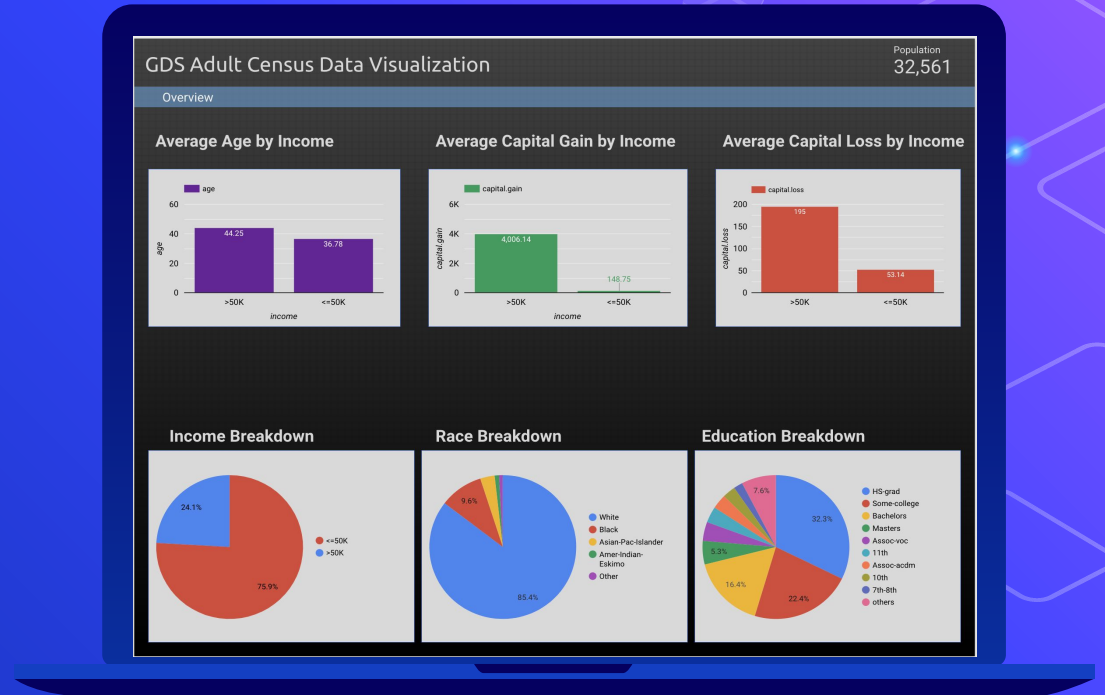 GDS Adult Census Data Visualization
Population
32,561
Overview
Average Age by Income
Average Capital Gain by Income
Average Capital Loss by Income
age
60
40
20
0
age
44.25
36.78
>50K
<=50K
income
capital.gain
6K
4K
2K
0
capital.gain
4,006.14
148.75
>50K
<=50K
income
capital.loss
200
150
100
50
0
capital.loss
195
53.14
>50K
<=50K
Income Breakdown
Race Breakdown
Education Breakdown
24.1%
75.9%
<=50K
>50K
9.6%
85.4%
White
Black
Asian-Pac-Islander
Amer-Indian-
Eskimo
Other
7.6%
32.3%
5.3%
16.4%
22.4%
HS-grad
Some-college
Bachelors
Masters
Assoc-voc
11th
Assoc-acdm
10th
7th-8th
others